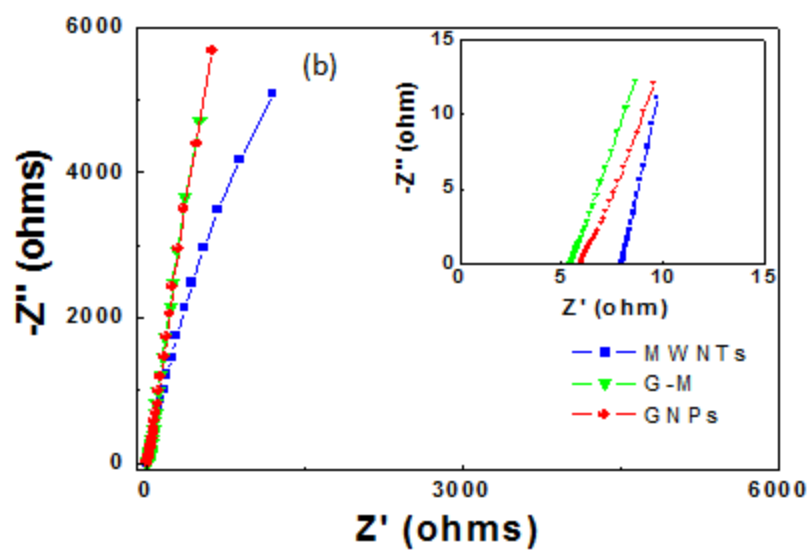 6000
4000
2000
0
-Z" (ohms)
(b)
15
10
5
0
-Z" (ohm)
0 5 10 15
Z' (ohm)
MWNTs
G-M
GNPs
0 3000 6000
Z' (ohms)